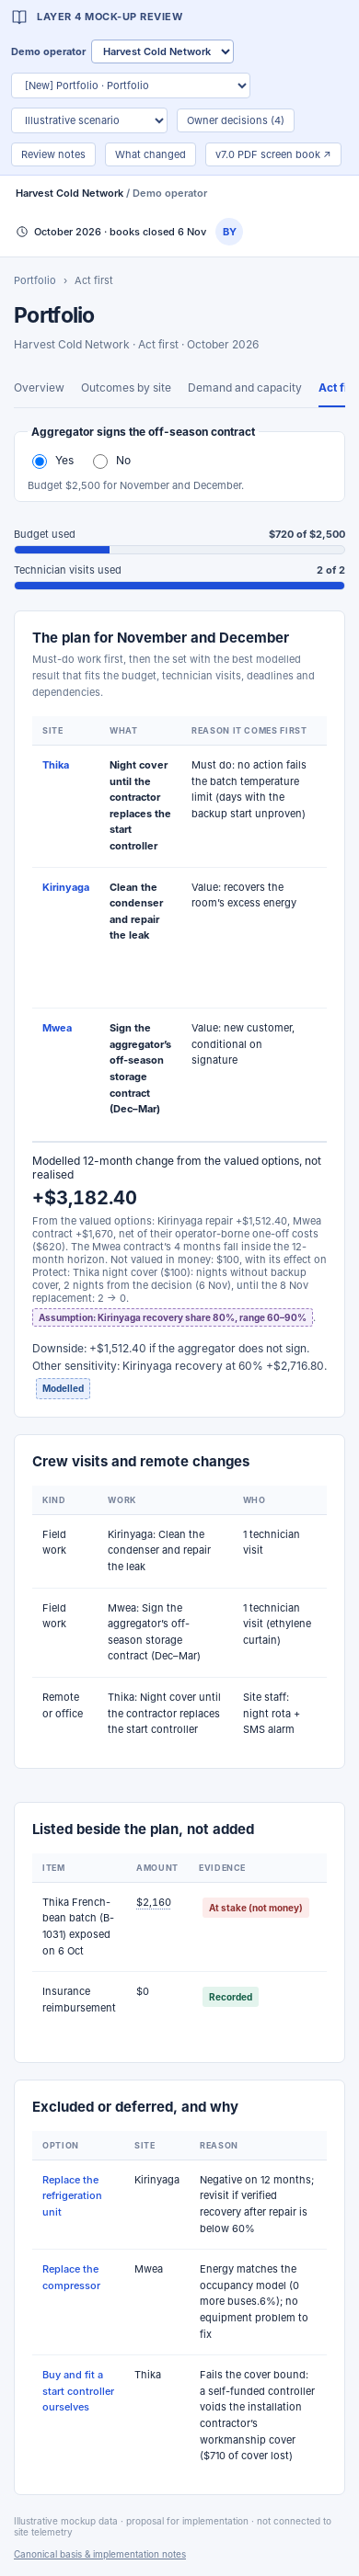 LAYER 4 MOCK-UP REVIEW
Demo operator Harvest Cold Network
[New] Portfolio · Portfolio
Illustrative scenario Owner decisions (4)
Review notes What changed v7.0 PDF screen book ↗
Harvest Cold Network / Demo operator
October 2026 · books closed 6 Nov BY
Portfolio › Act first
Portfolio
Harvest Cold Network · Act first · October 2026
Overview Outcomes by site Demand and capacity Act fi
Aggregator signs the off-season contract
Yes No
Budget $2,500 for November and December.
Budget used $720 of $2,500
Technician visits used 2 of 2
The plan for November and December
Must-do work first, then the set with the best modelled
result that fits the budget, technician visits, deadlines and
dependencies.
SITE WHAT REASON IT COMES FIRST
Thika Night cover Must do: no action fails
until the the batch temperature
contractor limit (days with the
replaces the backup start unproven)
start
controller
Kirinyaga Clean the Value: recovers the
condenser room's excess energy
and repair
the leak
Mwea Sign the Value: new customer,
aggregator's conditional on
off-season signature
storage
contract
(Dec–Mar)
Modelled 12-month change from the valued options, not
realised
+$3,182.40
From the valued options: Kirinyaga repair +$1,512.40, Mwea
contract +$1,670, net of their operator-borne one-off costs
($620). The Mwea contract's 4 months fall inside the 12-
month horizon. Not valued in money: $100, with its effect on
Protect: Thika night cover ($100): nights without backup
cover, 2 nights from the decision (6 Nov), until the 8 Nov
replacement: 2 → 0.
Assumption: Kirinyaga recovery share 80%, range 60–90% .
Downside: +$1,512.40 if the aggregator does not sign.
Other sensitivity: Kirinyaga recovery at 60% +$2,716.80.
Modelled
Crew visits and remote changes
KIND WORK WHO
Field Kirinyaga: Clean the 1 technician
work condenser and repair visit
the leak
Field Mwea: Sign the 1 technician
work aggregator's off- visit (ethylene
season storage curtain)
contract (Dec–Mar)
Remote Thika: Night cover until Site staff:
or office the contractor replaces night rota +
the start controller SMS alarm
Listed beside the plan, not added
ITEM AMOUNT EVIDENCE
Thika French- $2,160 At stake (not money)
bean batch (B-
1031) exposed
on 6 Oct
Insurance $0 Recorded
reimbursement
Excluded or deferred, and why
OPTION SITE REASON
Replace the Kirinyaga Negative on 12 months;
refrigeration revisit if verified
unit recovery after repair is
below 60%
Replace the Mwea Energy matches the
compressor occupancy model (0
more buses.6%); no
equipment problem to
fix
Buy and fit a Thika Fails the cover bound:
start controller a self-funded controller
ourselves voids the installation
contractor's
workmanship cover
($710 of cover lost)
Illustrative mockup data · proposal for implementation · not connected to
site telemetry
Canonical basis & implementation notes